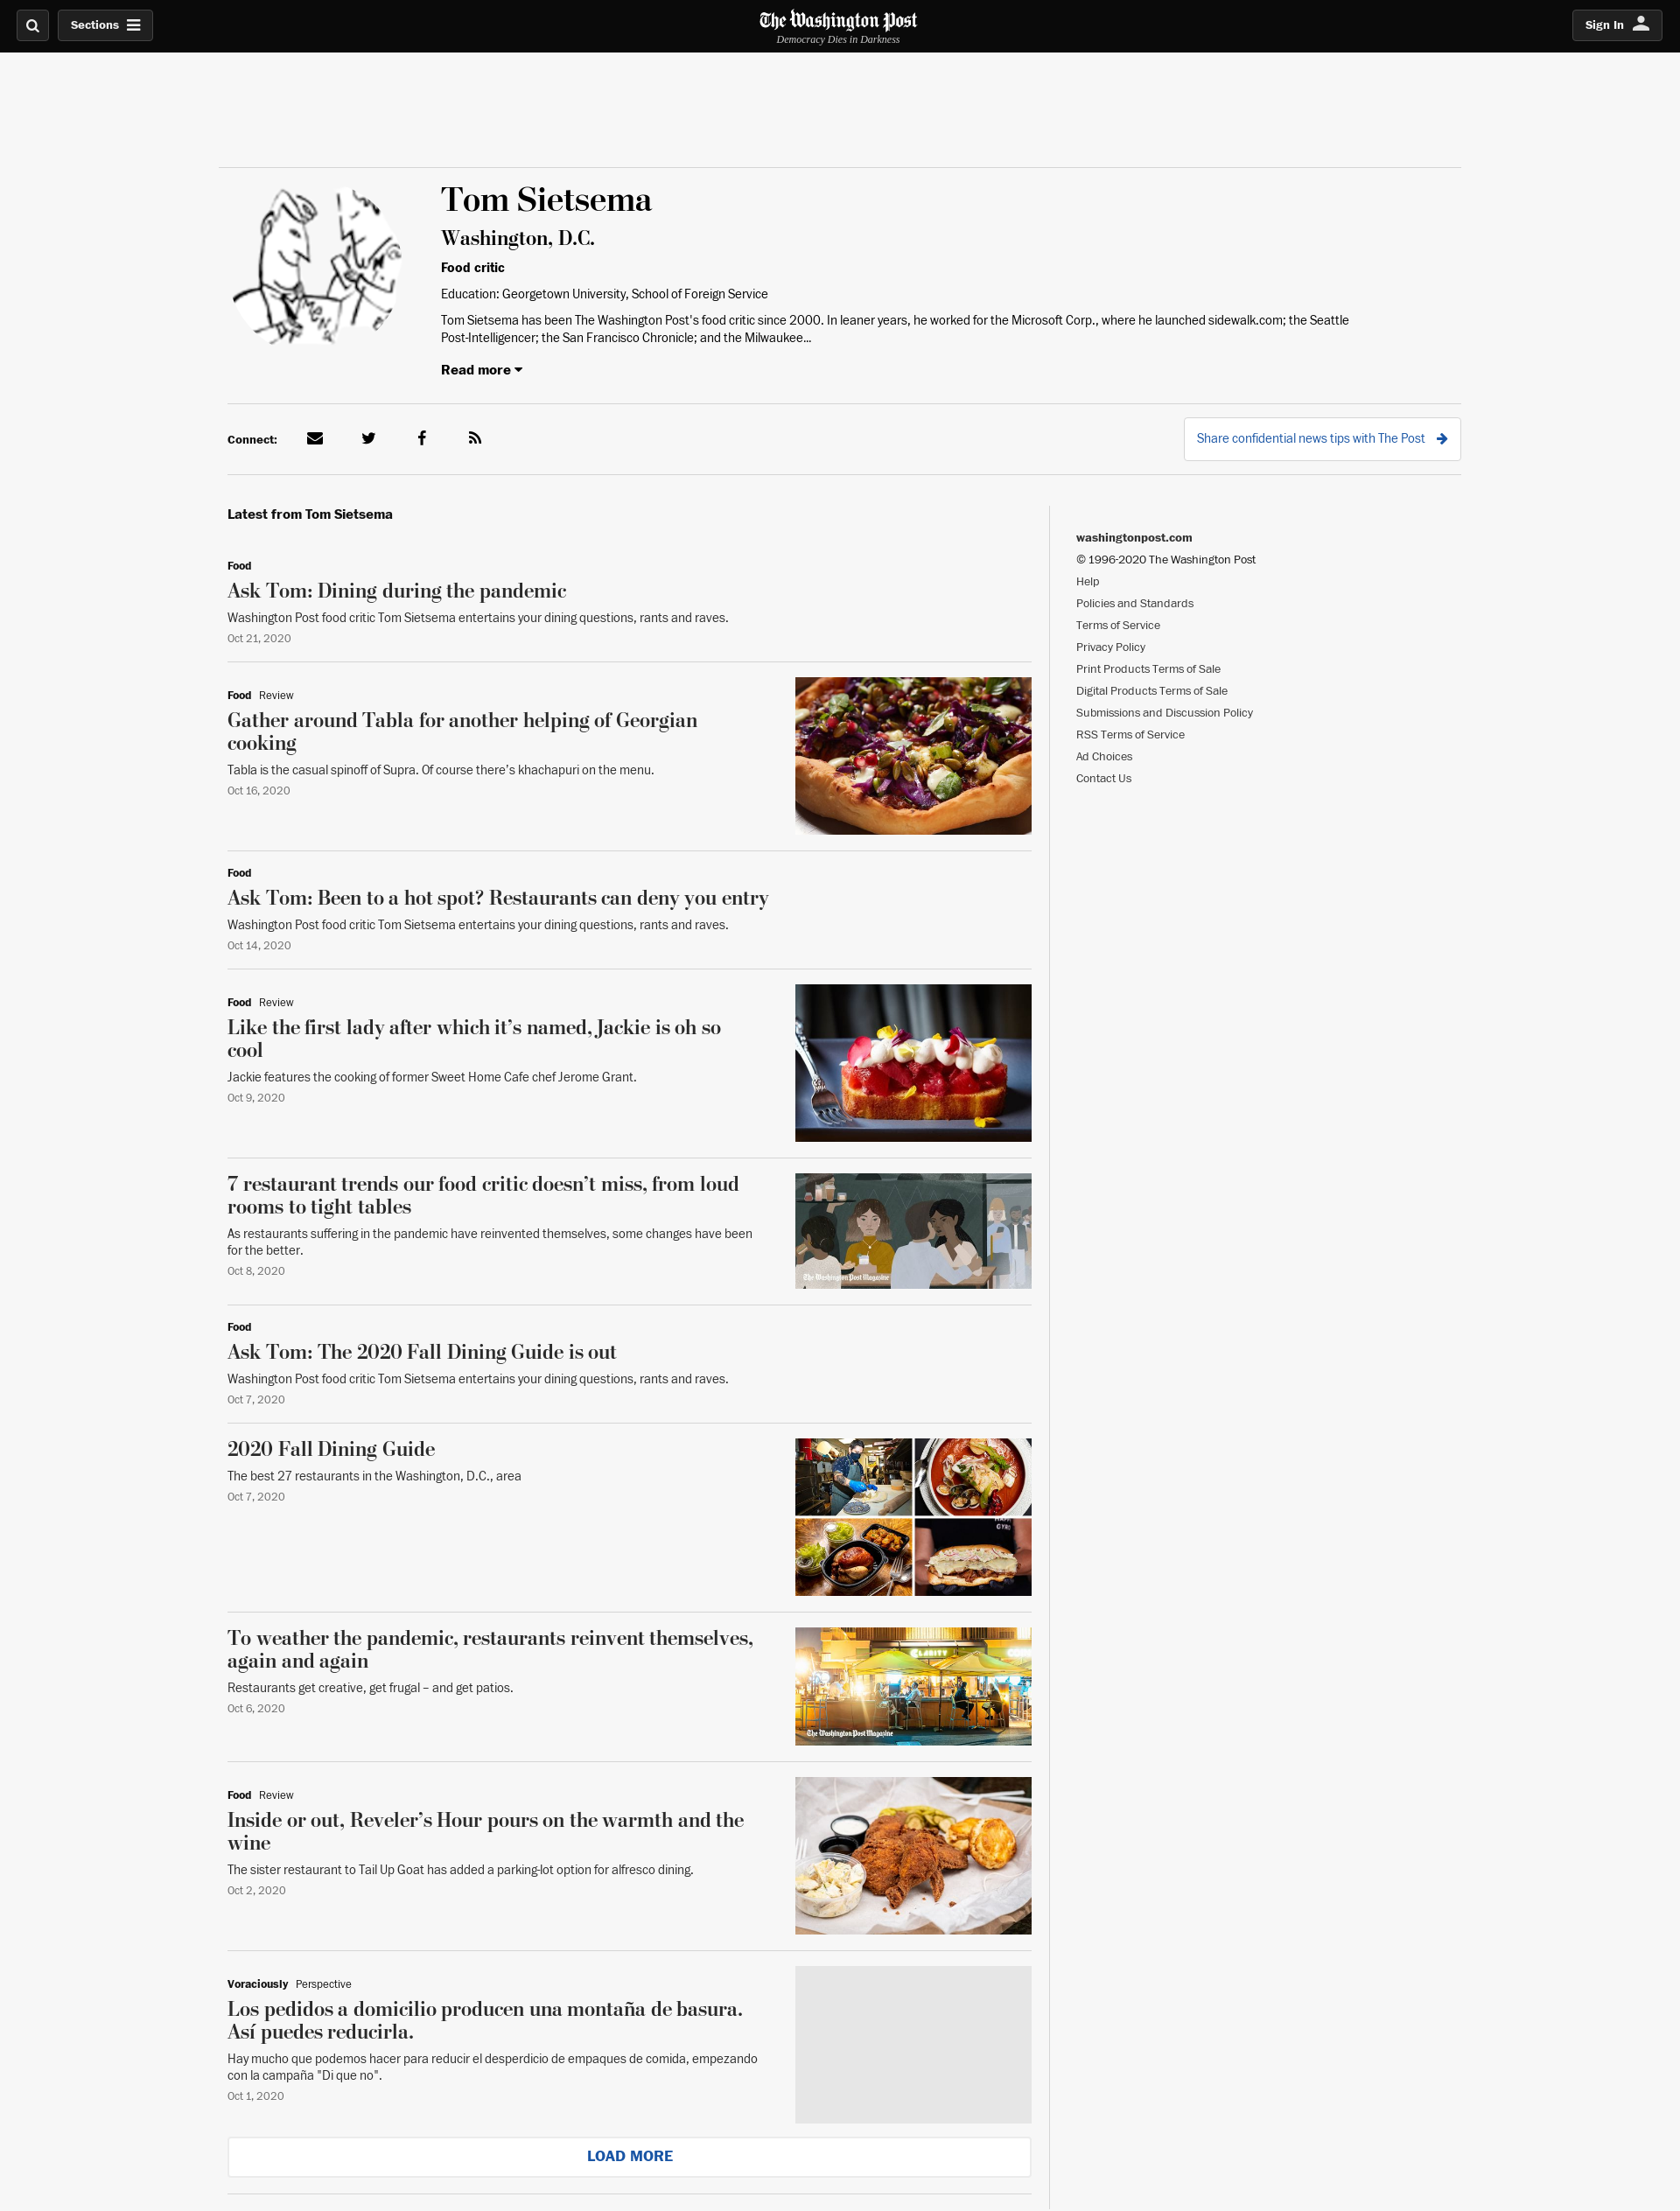 Sections
The Washington Post
Democracy Dies in Darkness
Sign In
Tom Sietsema
Washington, D.C.
Food critic
Education: Georgetown University, School of Foreign Service
Tom Sietsema has been The Washington Post's food critic since 2000. In leaner years, he worked for the Microsoft Corp., where he launched sidewalk.com; the Seattle
Post-Intelligencer; the San Francisco Chronicle; and the Milwaukee...
Read more
Connect:
Share confidential news tips with The Post
Latest from Tom Sietsema
Food
Ask Tom: Dining during the pandemic
Washington Post food critic Tom Sietsema entertains your dining questions, rants and raves.
Oct 21, 2020
Food Review
Gather around Tabla for another helping of Georgian
cooking
Tabla is the casual spinoff of Supra. Of course there’s khachapuri on the menu.
Oct 16, 2020
Food
Ask Tom: Been to a hot spot? Restaurants can deny you entry
Washington Post food critic Tom Sietsema entertains your dining questions, rants and raves.
Oct 14, 2020
Food Review
Like the first lady after which it’s named, Jackie is oh so
cool
Jackie features the cooking of former Sweet Home Cafe chef Jerome Grant.
Oct 9, 2020
7 restaurant trends our food critic doesn’t miss, from loud
rooms to tight tables
As restaurants suffering in the pandemic have reinvented themselves, some changes have been
for the better.
Oct 8, 2020
The Washington Post Magazine
Food
Ask Tom: The 2020 Fall Dining Guide is out
Washington Post food critic Tom Sietsema entertains your dining questions, rants and raves.
Oct 7, 2020
2020 Fall Dining Guide
The best 27 restaurants in the Washington, D.C., area
Oct 7, 2020
To weather the pandemic, restaurants reinvent themselves,
again and again
Restaurants get creative, get frugal – and get patios.
Oct 6, 2020
CLARITY
The Washington Post Magazine
Food Review
Inside or out, Reveler’s Hour pours on the warmth and the
wine
The sister restaurant to Tail Up Goat has added a parking-lot option for alfresco dining.
Oct 2, 2020
Voraciously Perspective
Los pedidos a domicilio producen una montaña de basura.
Así puedes reducirla.
Hay mucho que podemos hacer para reducir el desperdicio de empaques de comida, empezando
con la campaña "Di que no".
Oct 1, 2020
LOAD MORE
washingtonpost.com
© 1996-2020 The Washington Post
Help
Policies and Standards
Terms of Service
Privacy Policy
Print Products Terms of Sale
Digital Products Terms of Sale
Submissions and Discussion Policy
RSS Terms of Service
Ad Choices
Contact Us